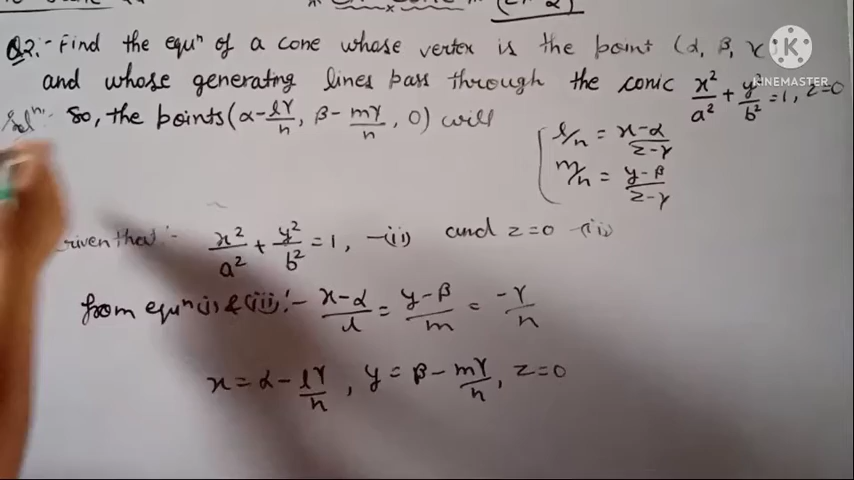 Q2:- Find the equⁿ of a cone whose vertex is the point (α, β, γ
and whose generating lines pass through the conic x²/a² + y²/b² = 1, z=0
Solⁿ:- So, the points (α - lγ/n, β - mγ/n, 0) will
l/n = x-α/z-γ
m/n = y-β/z-γ
riven that:- x²/a² + y²/b² = 1, —(ii) and z=0 —(iii)
from equⁿ (i) & (iii):- x-α/l = y-β/m = -γ/n
x = α - lγ/n, y = β - mγ/n, z=0
KINEMASTER